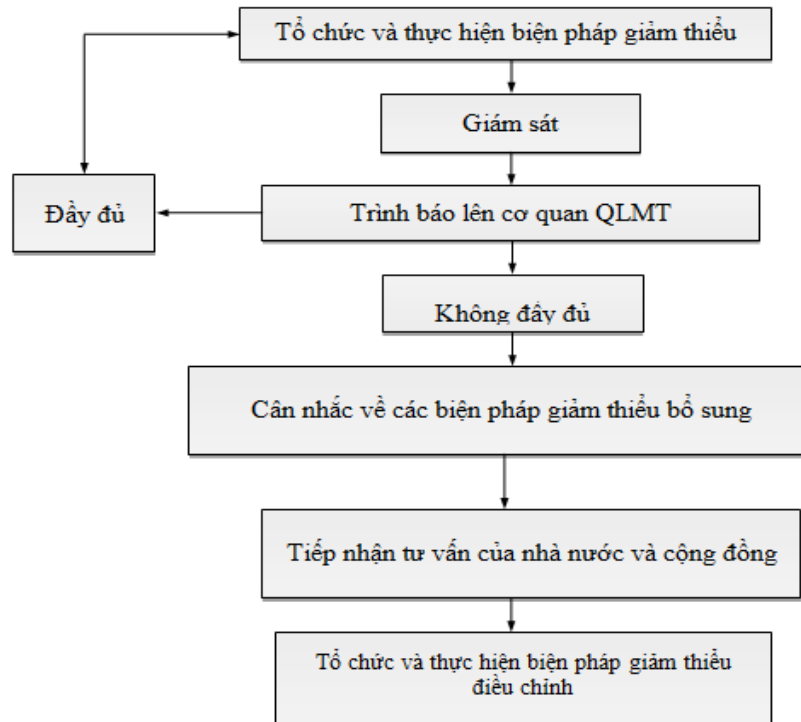 Tổ chức và thực hiện biện pháp giảm thiểu
Giám sát
Đầy đủ
Trình báo lên cơ quan QLMT
Không đầy đủ
Cân nhắc về các biện pháp giảm thiểu bổ sung
Tiếp nhận tư vấn của nhà nước và cộng đồng
Tổ chức và thực hiện biện pháp giảm thiểu
điều chỉnh